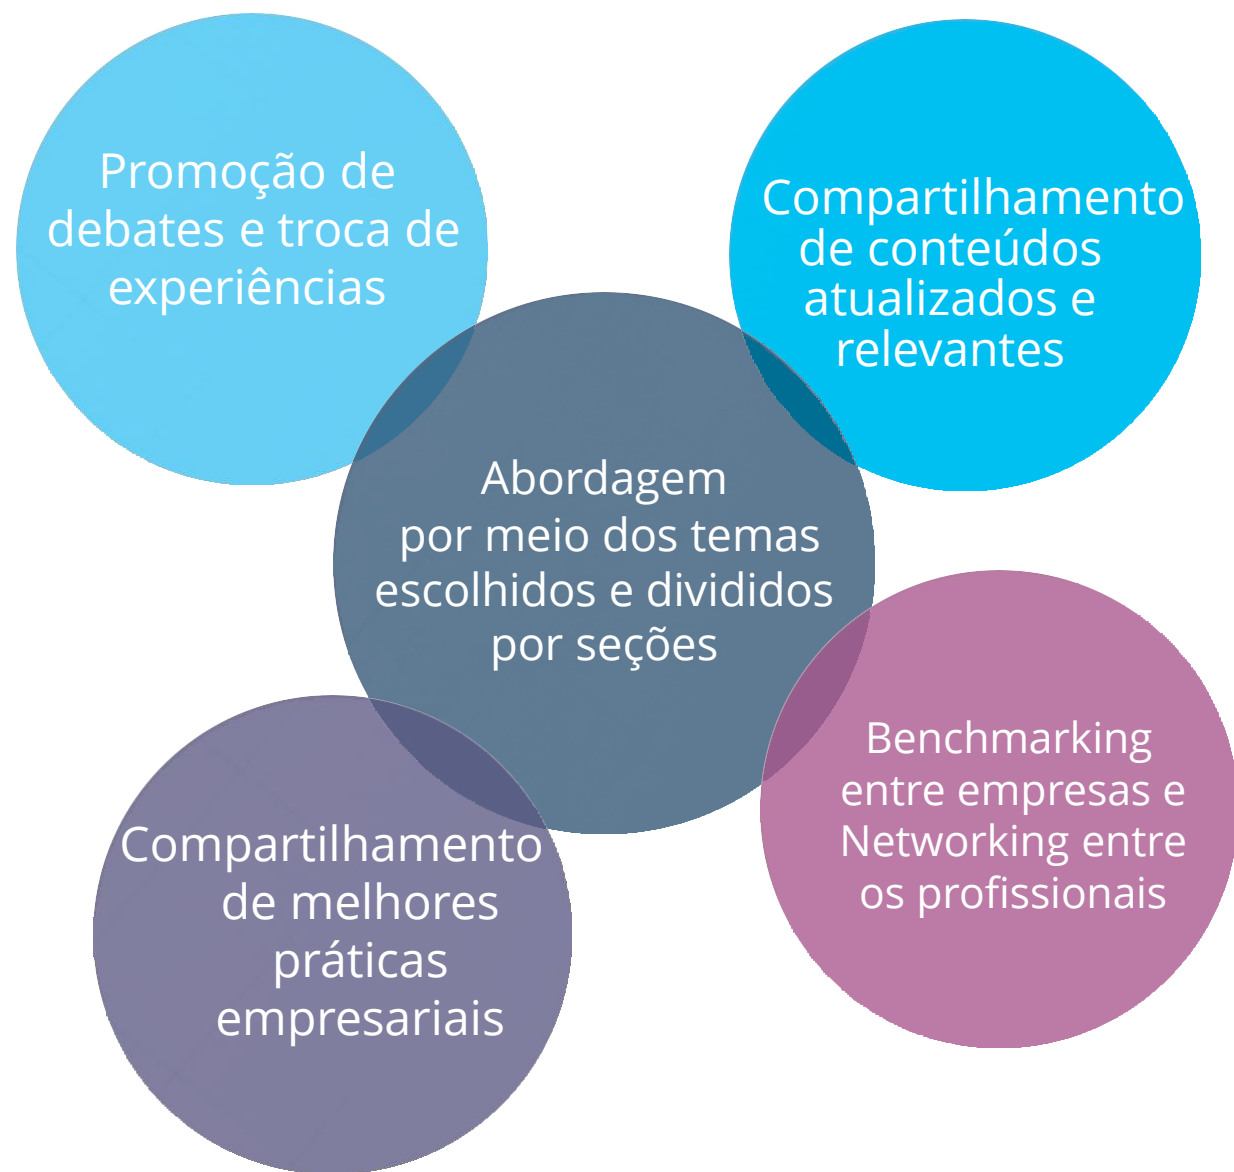 Promoção de
debates e troca de
experiências
Compartilhamento
de conteúdos
atualizados e
relevantes
Abordagem
por meio dos temas
escolhidos e divididos
por seções
Compartilhamento
de melhores
práticas
empresariais
Benchmarking
entre empresas e
Networking entre
os profissionais